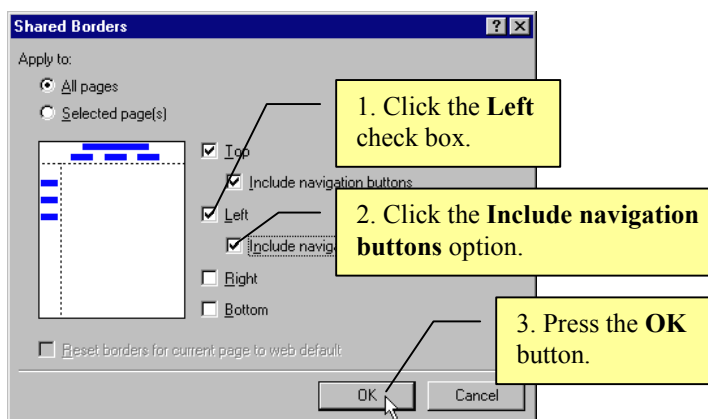 Shared Borders
Apply to:
All pages
Selected page(s)
1. Click the Left
check box.
Top
Include navigation buttons
Left
2. Click the Include navigation
buttons option.
Include
Right
Bottom
3. Press the OK
button.
Reset borders for current page to web default
OK
Cancel